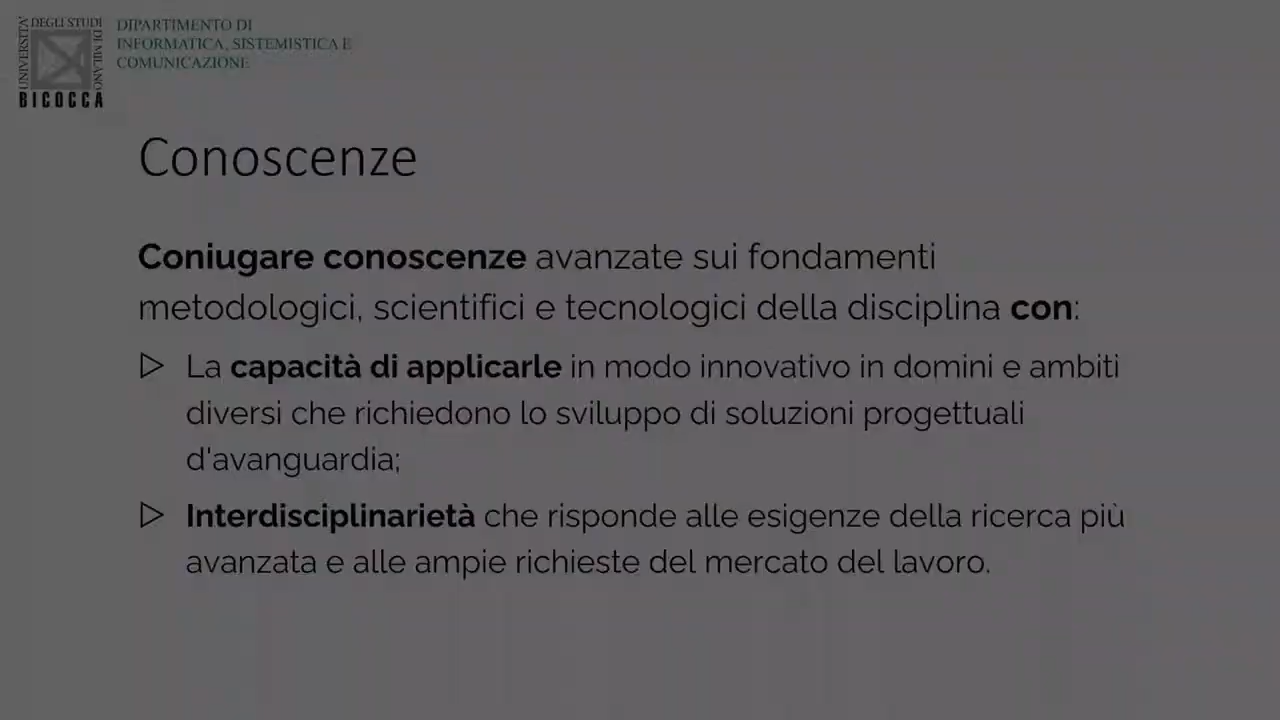 UNIVERSITA'
DEGLI STUDI
DI MILANO
BICOCCA
DIPARTIMENTO DI
INFORMATICA, SISTEMISTICA E
COMUNICAZIONE
Conoscenze
Coniugare conoscenze avanzate sui fondamenti
metodologici, scientifici e tecnologici della disciplina con:
La capacità di applicarle in modo innovativo in domini e ambiti
diversi che richiedono lo sviluppo di soluzioni progettuali
d'avanguardia;
Interdisciplinarietà che risponde alle esigenze della ricerca più
avanzata e alle ampie richieste del mercato del lavoro.